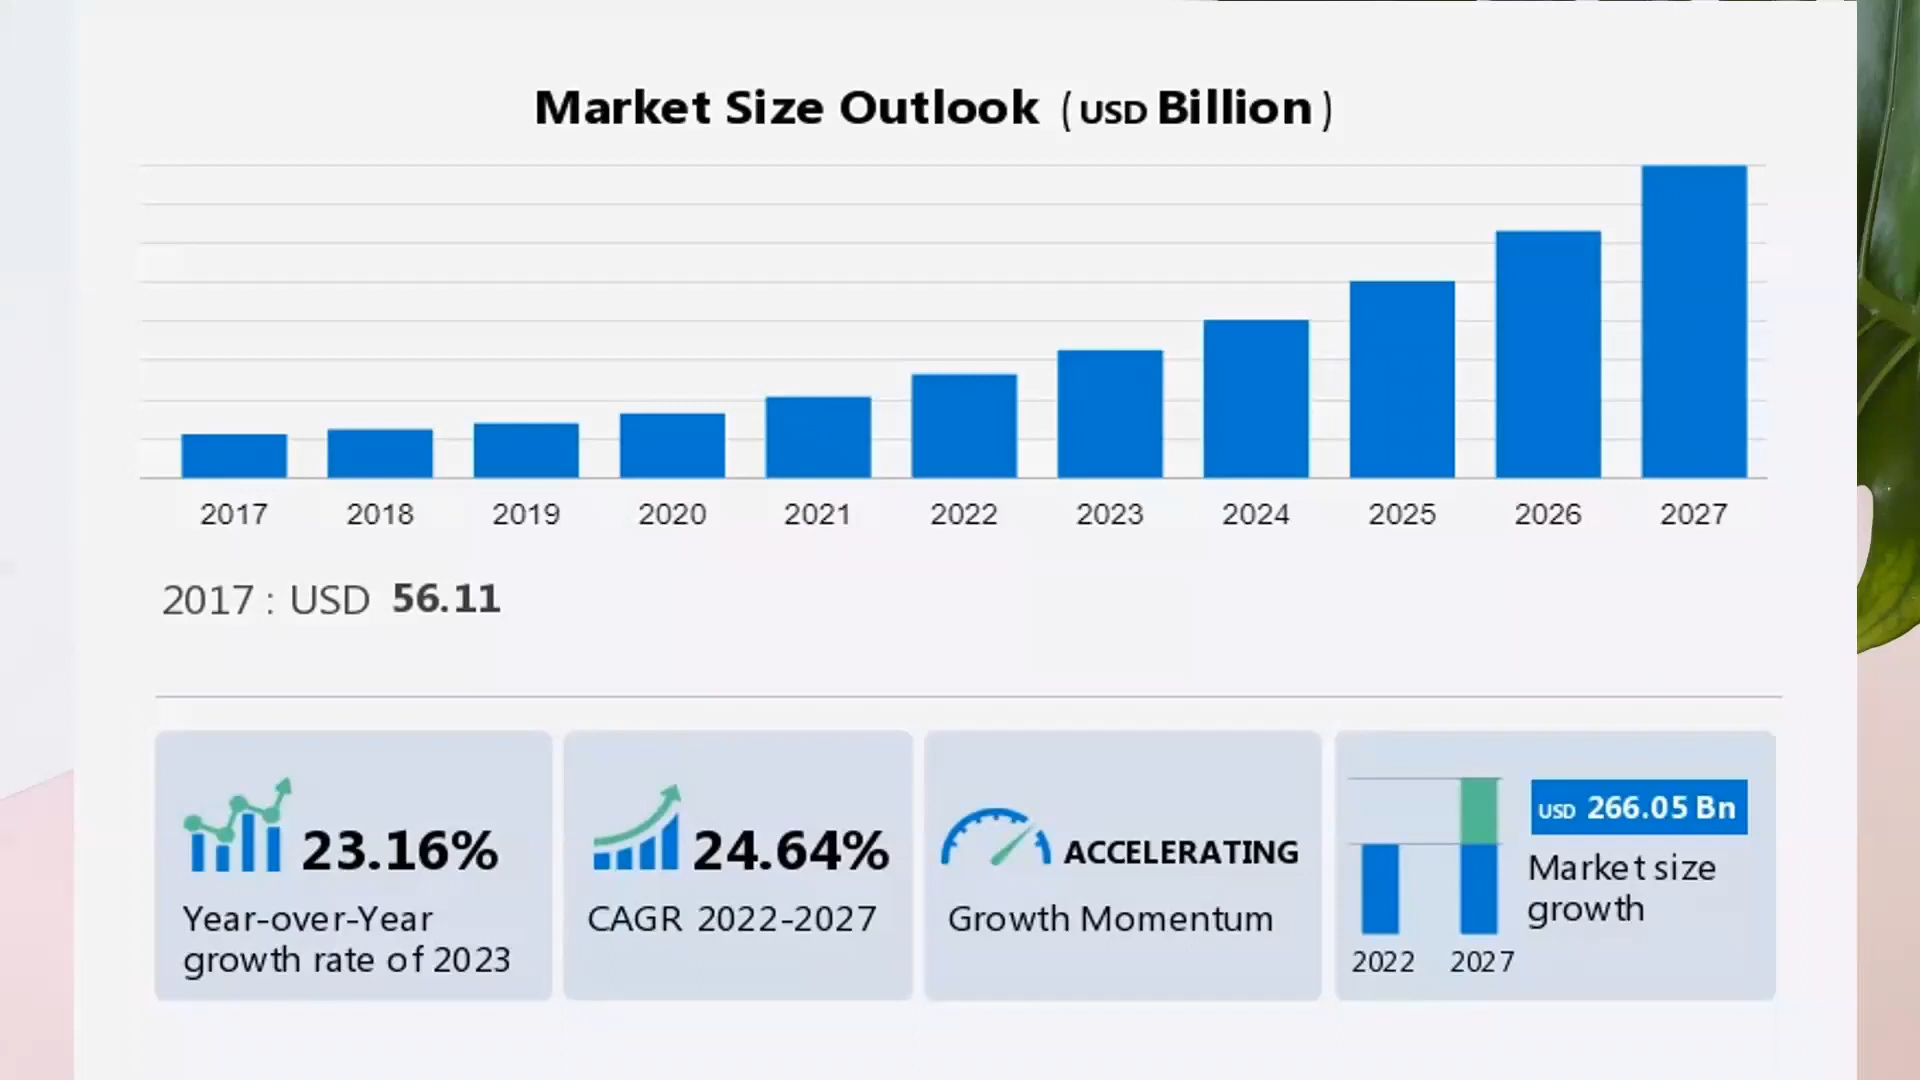 Market Size Outlook (USD Billion)
2017 2018 2019 2020 2021 2022 2023 2024 2025 2026 2027
2017 : USD 56.11
23.16%
Year-over-Year
growth rate of 2023
24.64%
CAGR 2022-2027
ACCELERATING
Growth Momentum
USD 266.05 Bn
Market size
growth
2022 2027